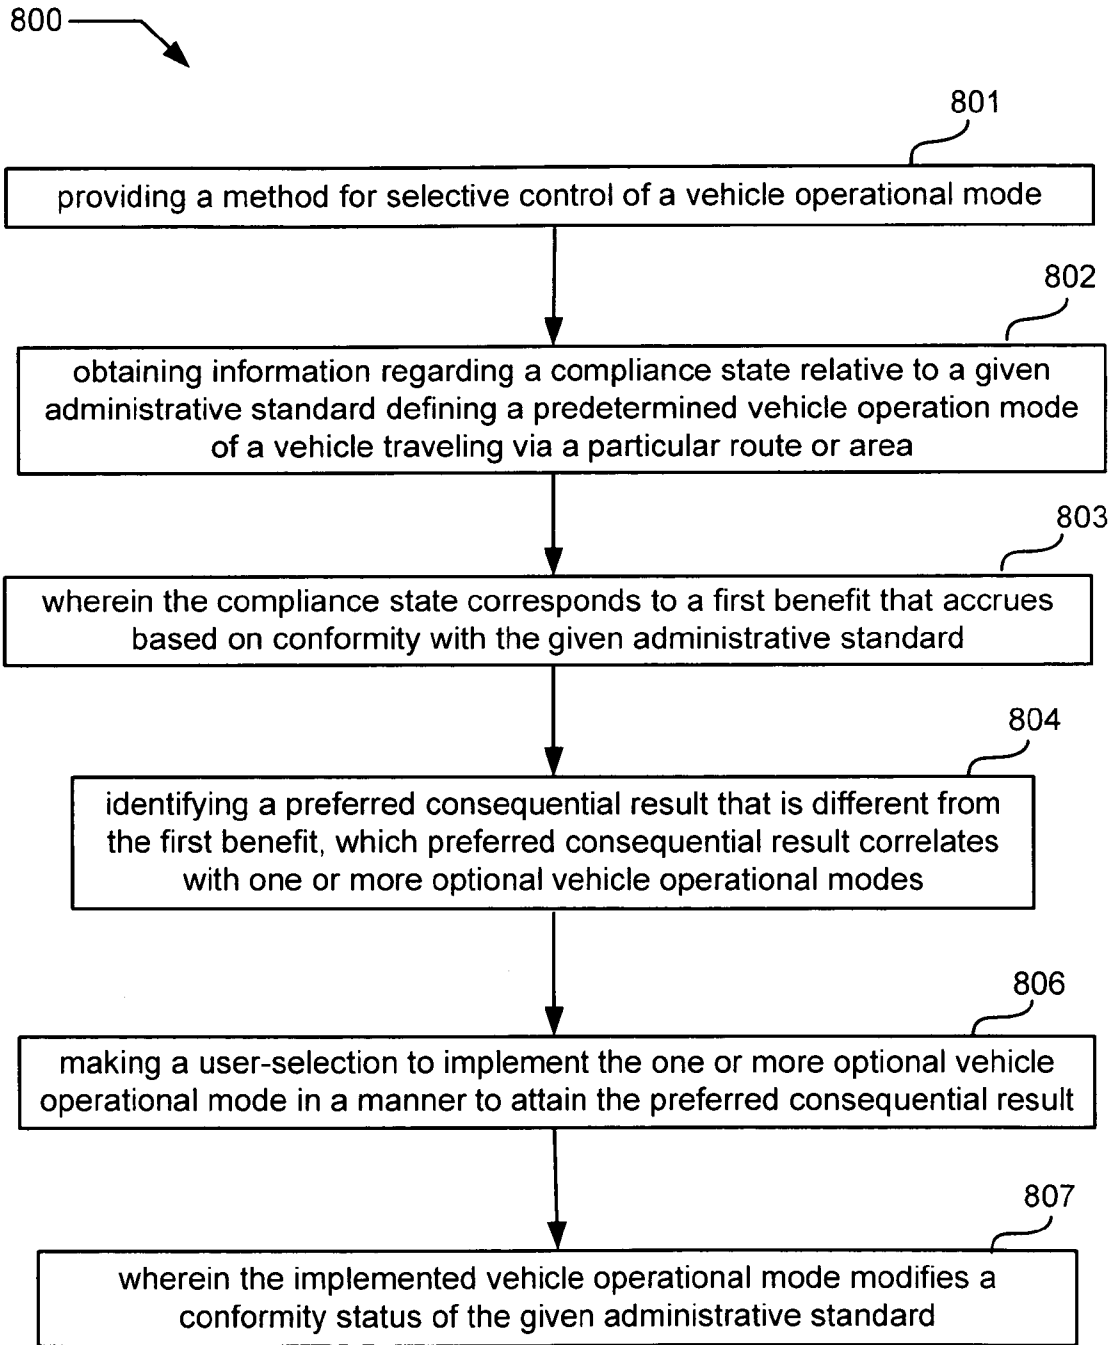 800
801
providing a method for selective control of a vehicle operational mode
802
obtaining information regarding a compliance state relative to a given
administrative standard defining a predetermined vehicle operation mode
of a vehicle traveling via a particular route or area
803
wherein the compliance state corresponds to a first benefit that accrues
based on conformity with the given administrative standard
804
identifying a preferred consequential result that is different from
the first benefit, which preferred consequential result correlates
with one or more optional vehicle operational modes
806
making a user-selection to implement the one or more optional vehicle
operational mode in a manner to attain the preferred consequential result
807
wherein the implemented vehicle operational mode modifies a
conformity status of the given administrative standard